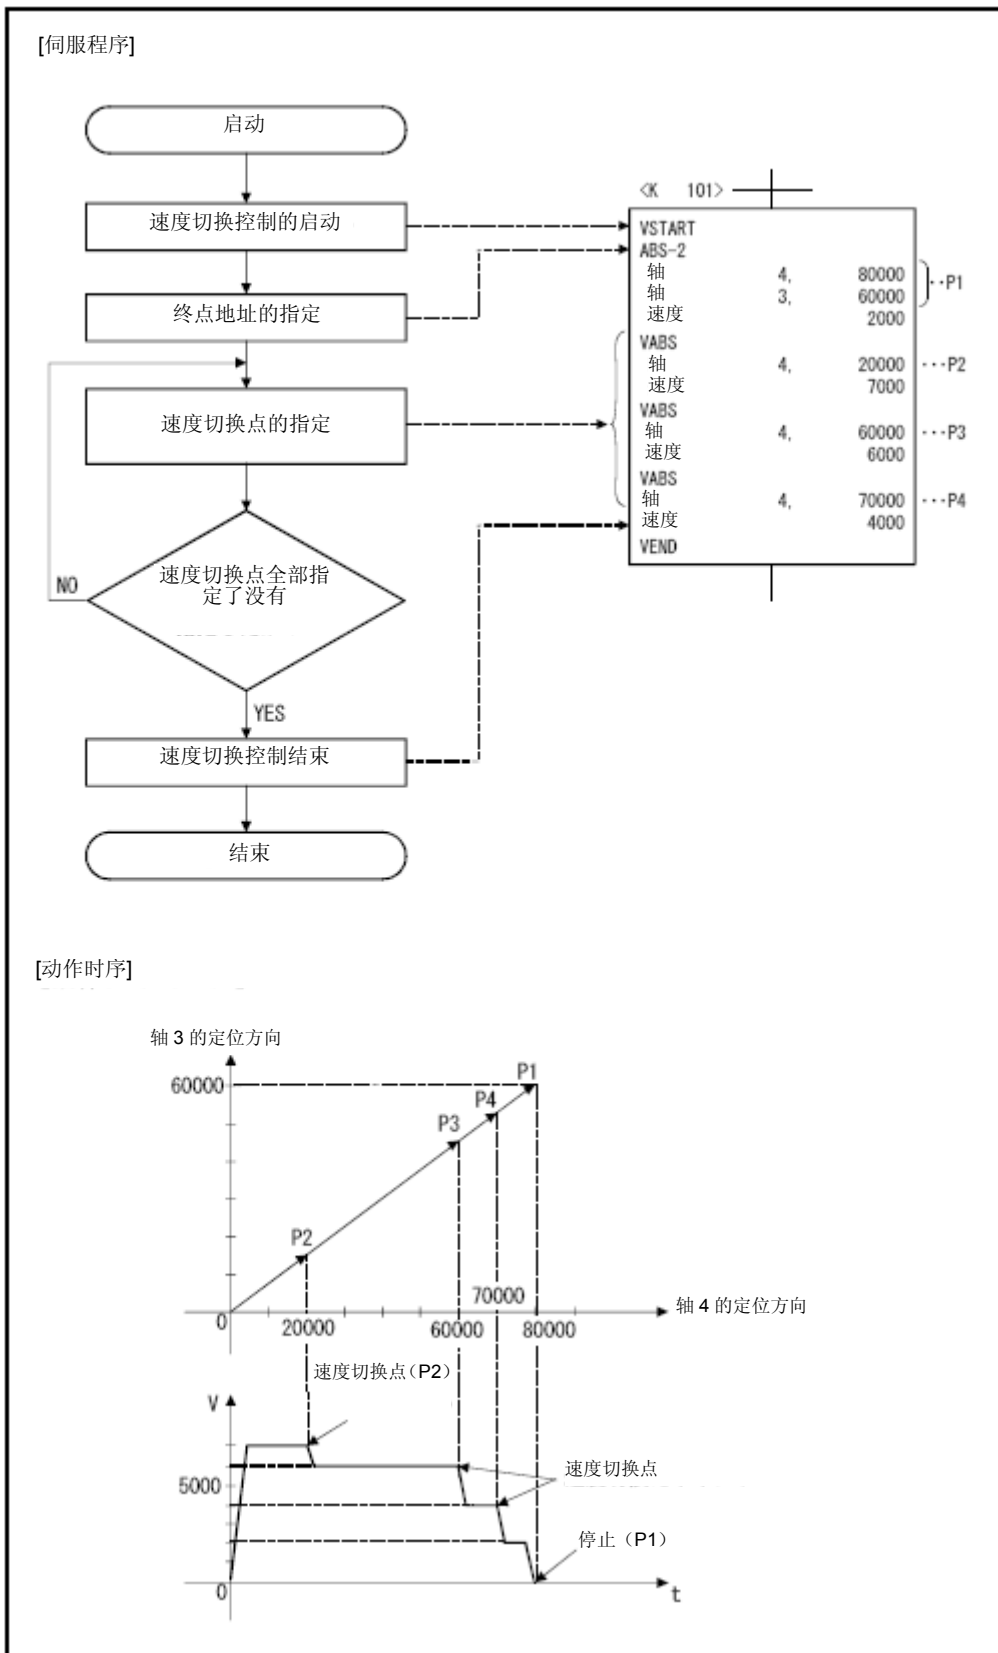 [伺服程序]
启动
速度切换控制的启动
终点地址的指定
速度切换点的指定
速度切换点全部指
定了没有
NO
YES
速度切换控制结束
结束
<K 101>
VSTART
ABS-2
轴 4, 80000
轴 3, 60000
··P1
速度 2000
VABS
轴 4, 20000 ···P2
速度 7000
VABS
轴 4, 60000 ···P3
速度 6000
VABS
轴 4, 70000 ···P4
速度 4000
VEND
[动作时序]
轴 3 的定位方向
60000
P1
P4
P3
P2
70000
轴 4 的定位方向
0 20000 60000 80000
速度切换点（P2）
V
5000
速度切换点
停止（P1）
0
t